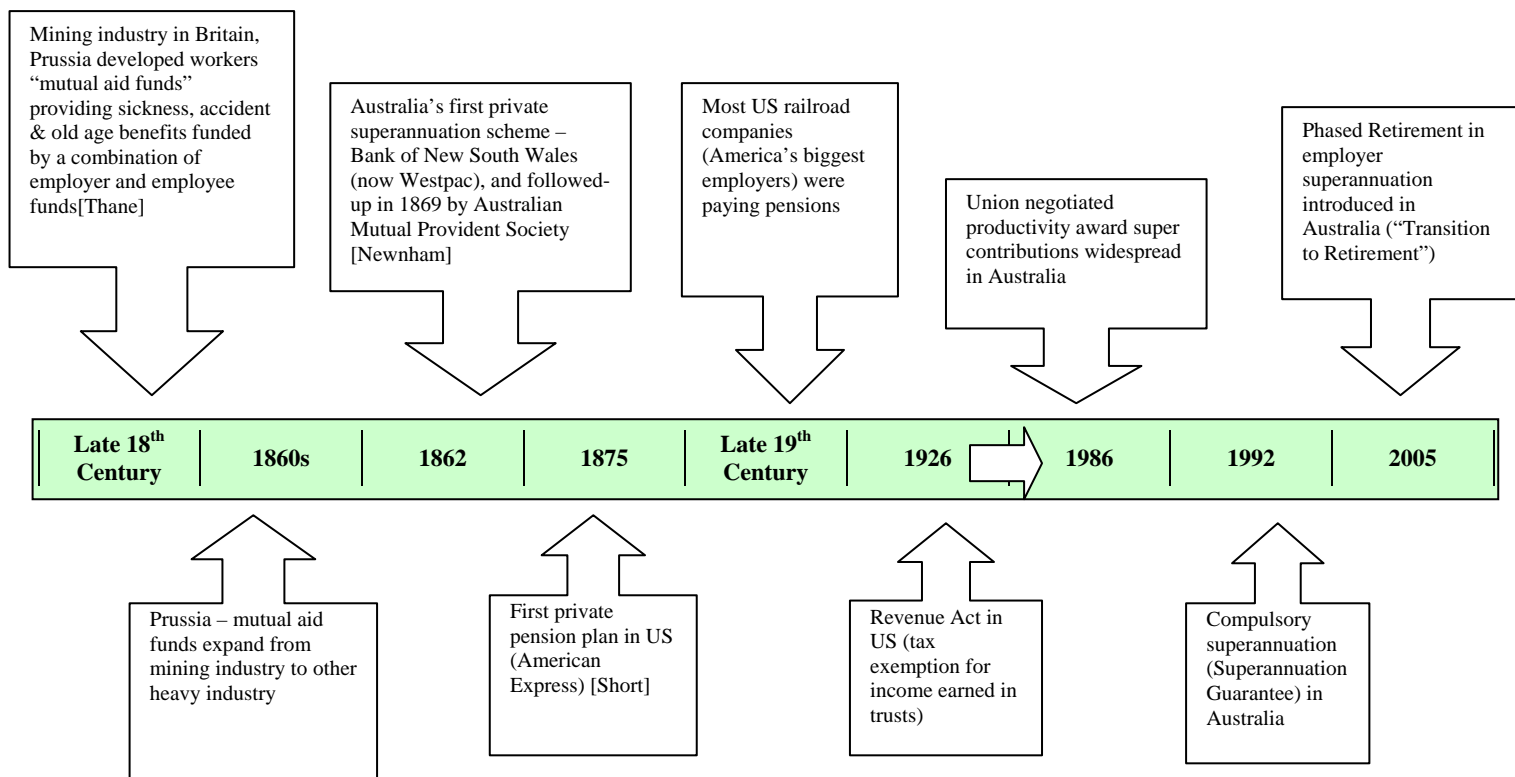 Mining industry in Britain,
Prussia developed workers
“mutual aid funds”
providing sickness, accident
& old age benefits funded
by a combination of
employer and employee
funds[Thane]
Australia’s first private
superannuation scheme –
Bank of New South Wales
(now Westpac), and followed-
up in 1869 by Australian
Mutual Provident Society
[Newnham]
Most US railroad
companies
(America’s biggest
employers) were
paying pensions
Union negotiated
productivity award super
contributions widespread
in Australia
Phased Retirement in
employer
superannuation
introduced in
Australia (“Transition
to Retirement”)
Late 18th
Century
1860s
1862
1875
Late 19th
Century
1926
1986
1992
2005
Prussia – mutual aid
funds expand from
mining industry to other
heavy industry
First private
pension plan in US
(American
Express) [Short]
Revenue Act in
US (tax
exemption for
income earned in
trusts)
Compulsory
superannuation
(Superannuation
Guarantee) in
Australia